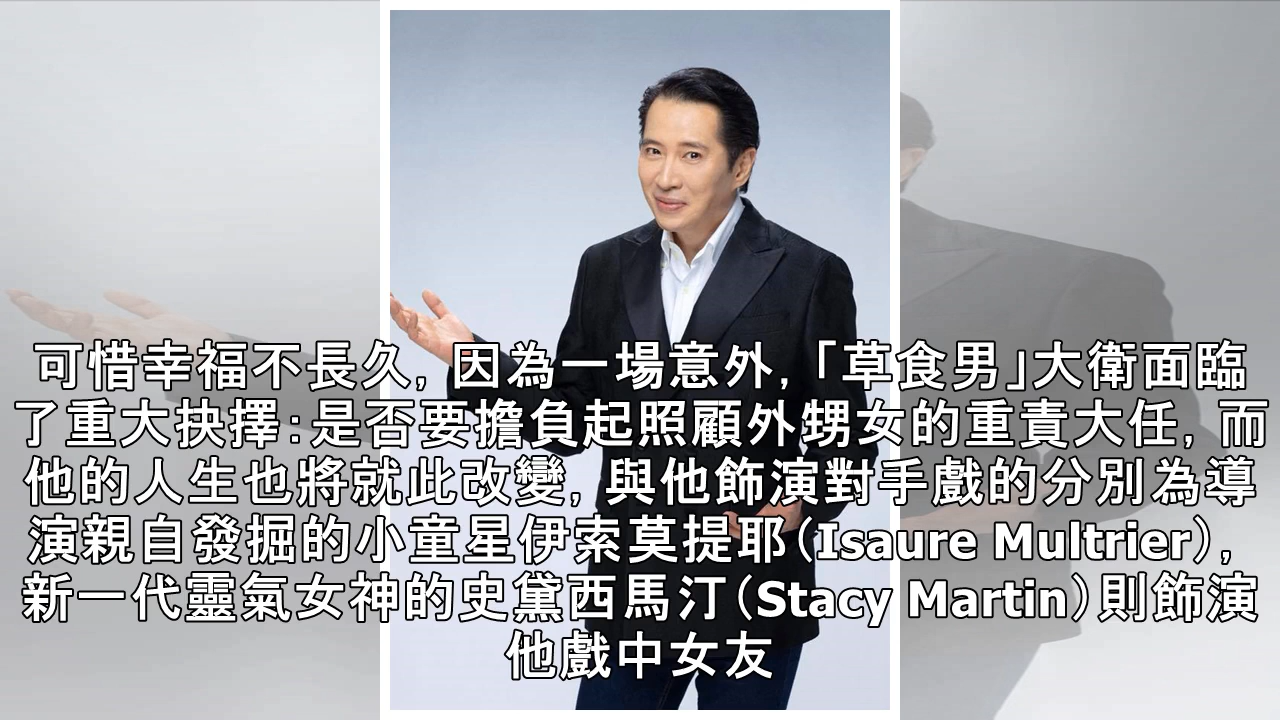 可惜幸福不長久，因為一場意外，「草食男」大衛面臨
了重大抉擇：是否要擔負起照顧外甥女的重責大任，而
他的人生也將就此改變，與他飾演對手戲的分別為導
演親自發掘的小童星伊索莫提耶（Isaure Multrier），
新一代靈氣女神的史黛西馬汀（Stacy Martin）則飾演
他戲中女友